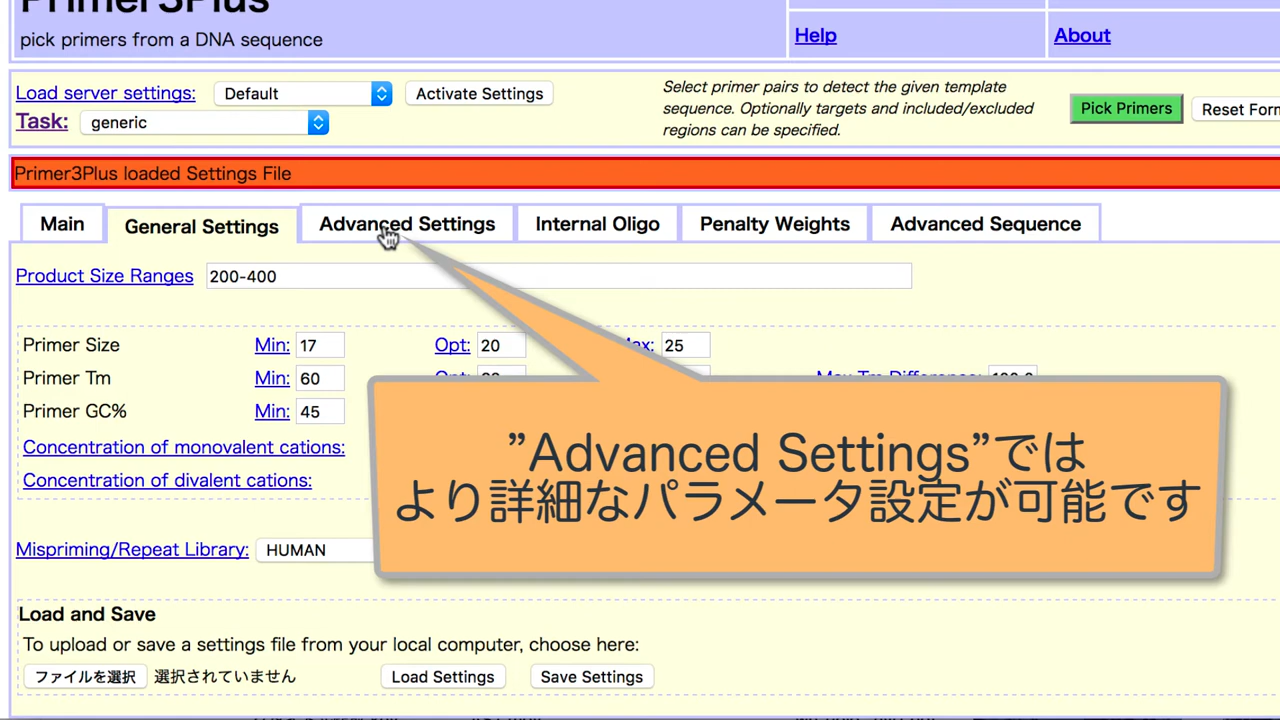 Primer3Plus
pick primers from a DNA sequence
Help
About
Load server settings:
Default
Activate Settings
Task:
generic
Select primer pairs to detect the given template
sequence. Optionally targets and included/excluded
regions can be specified.
Pick Primers
Reset Form
Primer3Plus loaded Settings File
Main
General Settings
Advanced Settings
Internal Oligo
Penalty Weights
Advanced Sequence
Product Size Ranges
200-400
Primer Size Min: 17 Opt: 20 Max: 25
Primer Tm Min: 60 Opt: Max Tm Difference:
Primer GC% Min: 45
Concentration of monovalent cations:
Concentration of divalent cations:
”Advanced Settings”では
より詳細なパラメータ設定が可能です
Mispriming/Repeat Library: HUMAN
Load and Save
To upload or save a settings file from your local computer, choose here:
ファイルを選択 選択されていません
Load Settings
Save Settings